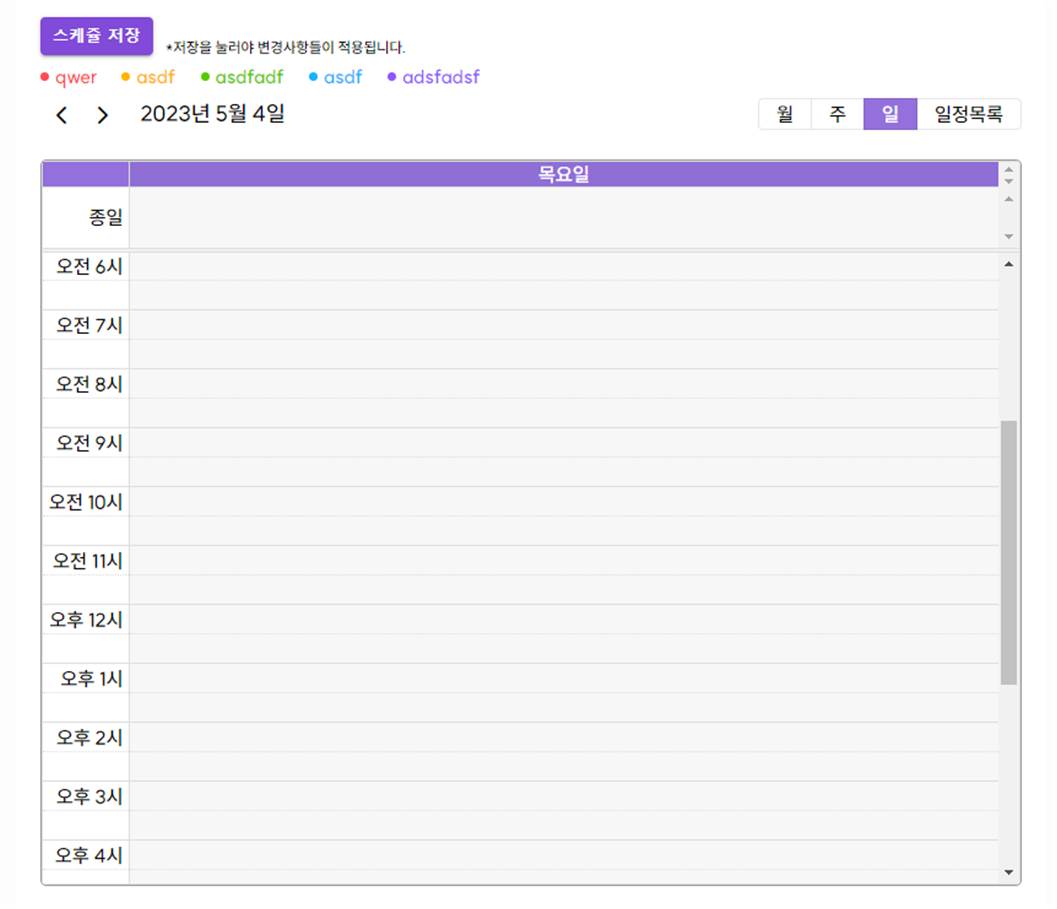 스케쥴 저장 *저장을 눌러야 변경사항들이 적용됩니다.
qwer asdf asdfadf asdf adsfadsf
2023년 5월 4일 월 주 일 일정목록
목요일
종일
오전 6시
오전 7시
오전 8시
오전 9시
오전 10시
오전 11시
오후 12시
오후 1시
오후 2시
오후 3시
오후 4시